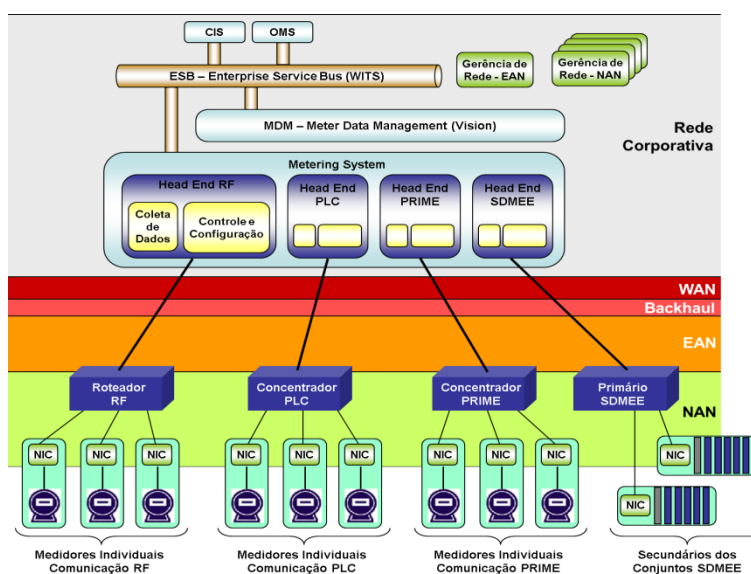 CIS
OMS
ESB – Enterprise Service Bus (WITS)
Gerência de
Rede - EAN
Gerência de
Rede - NAN
MDM – Meter Data Management (Vision)
Rede
Corporativa
Metering System
Head End RF
Coleta
de
Dados
Controle e
Configuração
Head End
PLC
Head End
PRIME
Head End
SDMEE
WAN
Backhaul
EAN
Roteador
RF
Concentrador
PLC
Concentrador
PRIME
Primário
SDMEE
NAN
NIC
NIC
NIC
NIC
NIC
NIC
NIC
NIC
NIC
NIC
NIC
Medidores Individuais
Comunicação RF
Medidores Individuais
Comunicação PLC
Medidores Individuais
Comunicação PRIME
Secundários dos
Conjuntos SDMEE